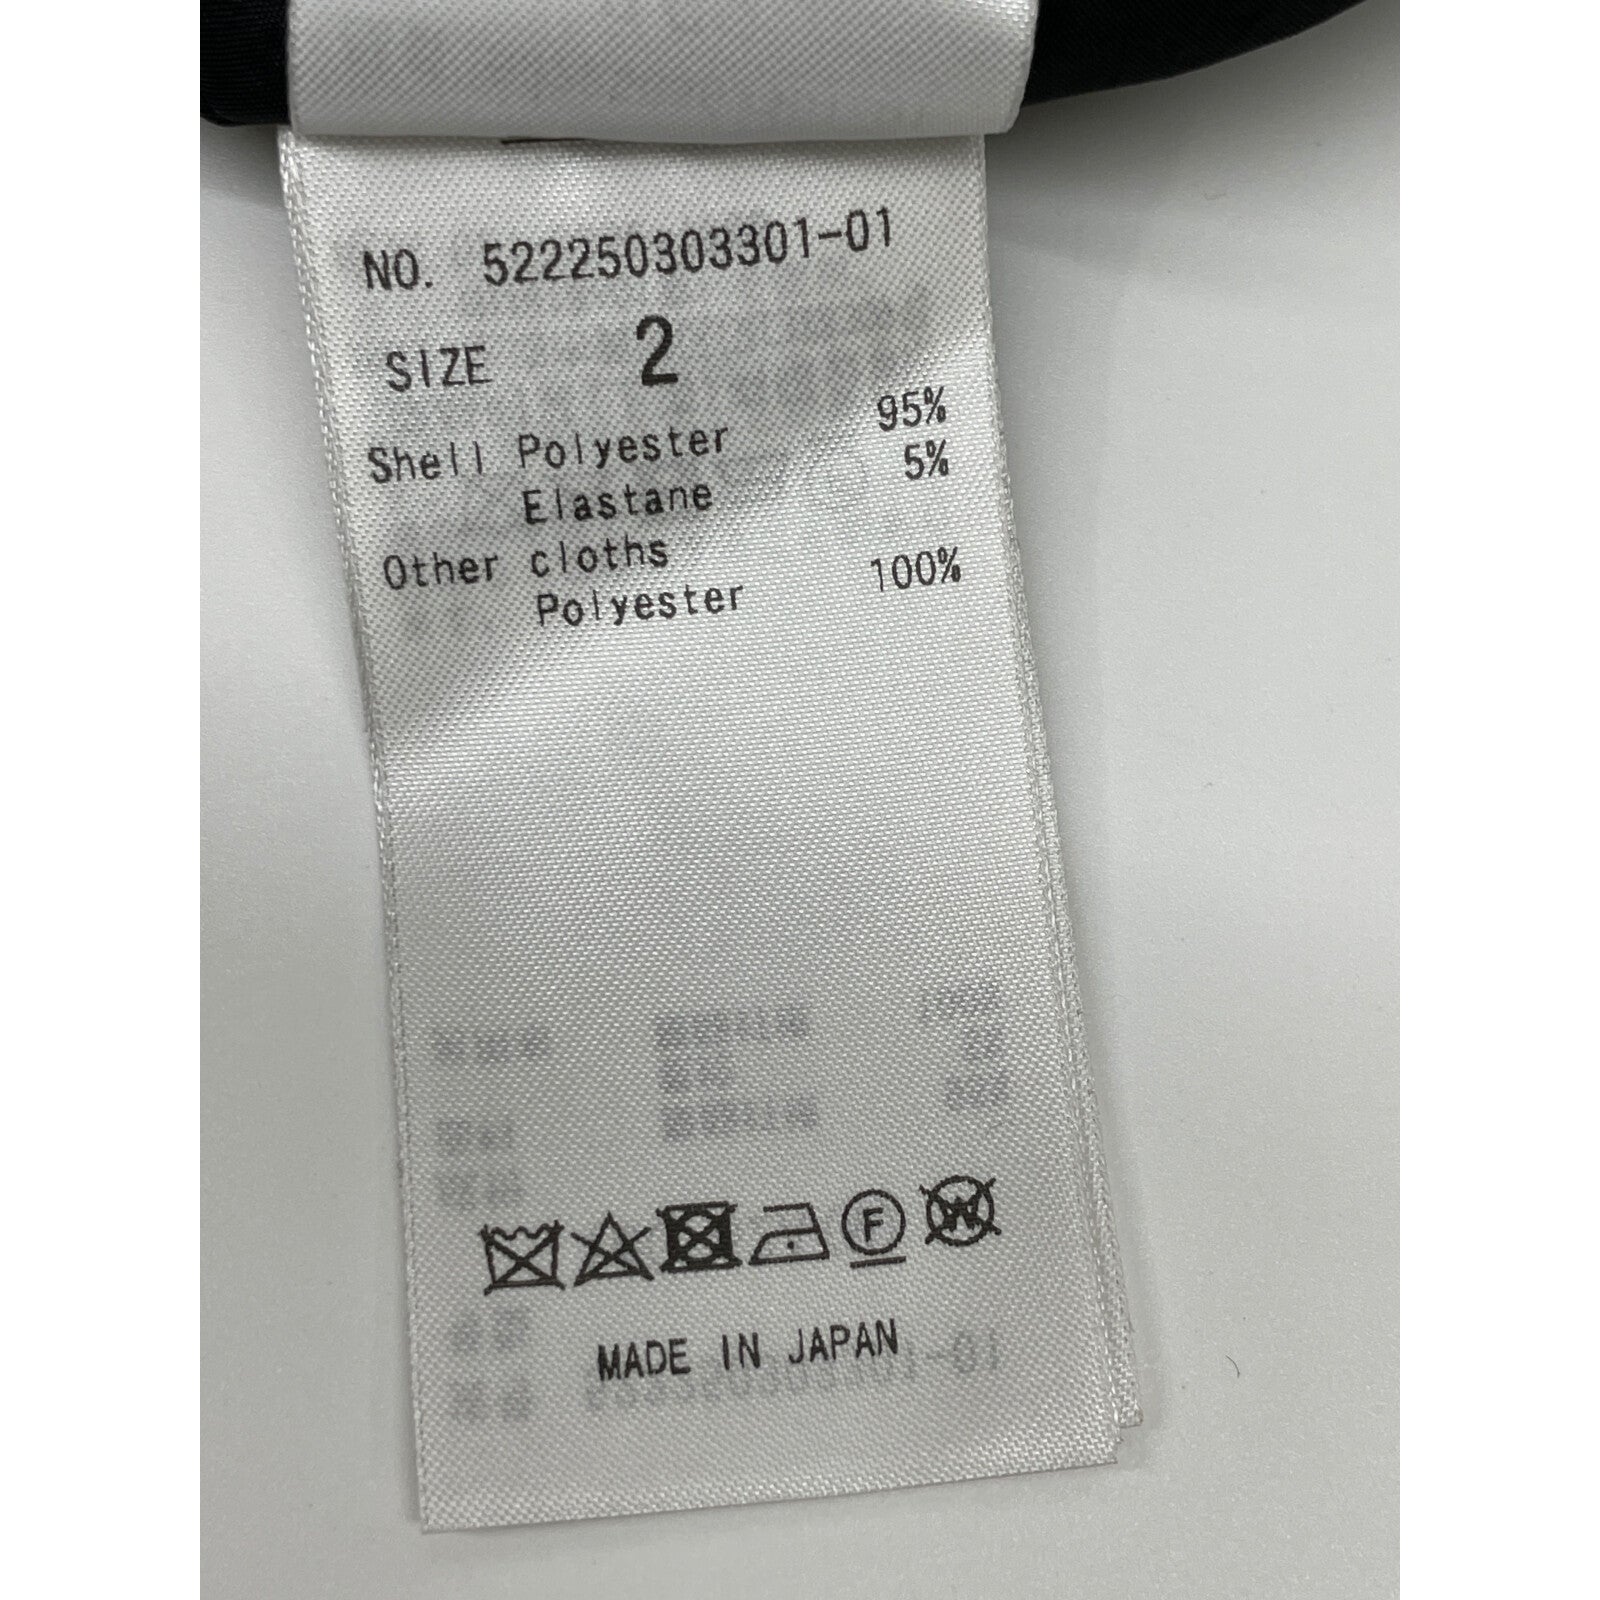 NO. 522250303301-01
SIZE 2
Shell Polyester 95%
Elastane 5%
Other cloths
Polyester 100%
F
W
MADE IN JAPAN